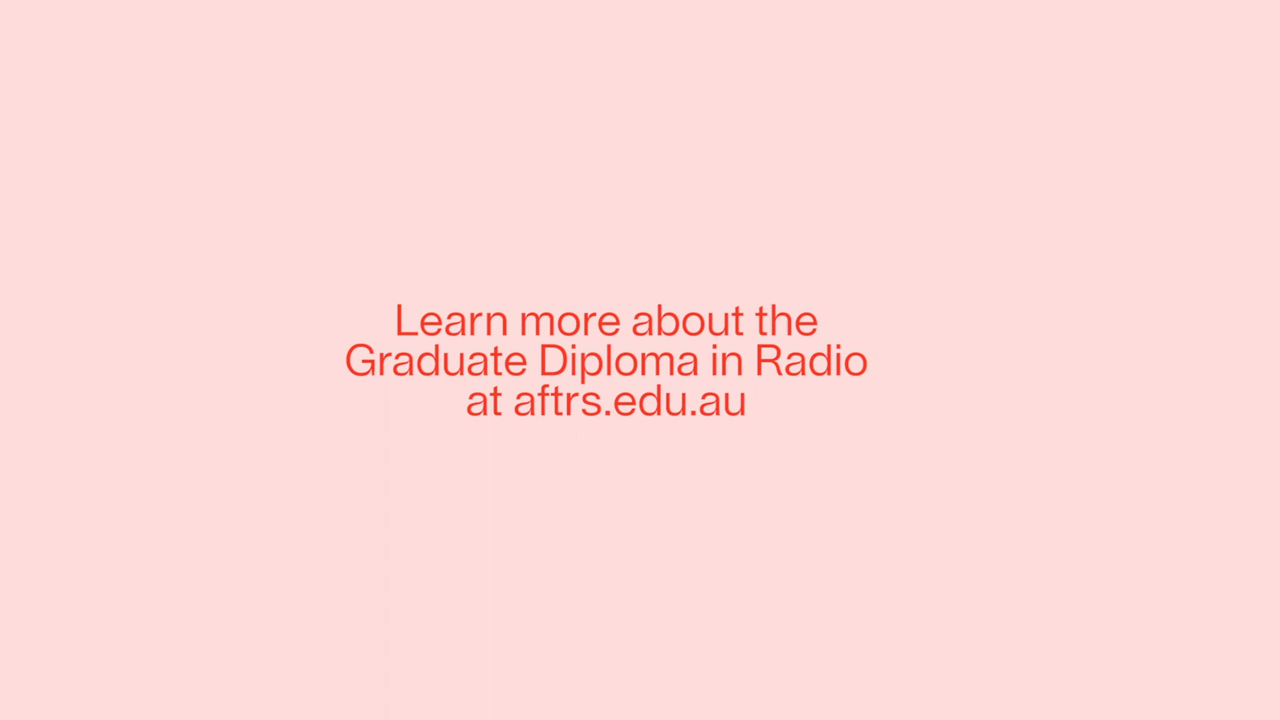 Learn more about the
Graduate Diploma in Radio
at aftrs.edu.au